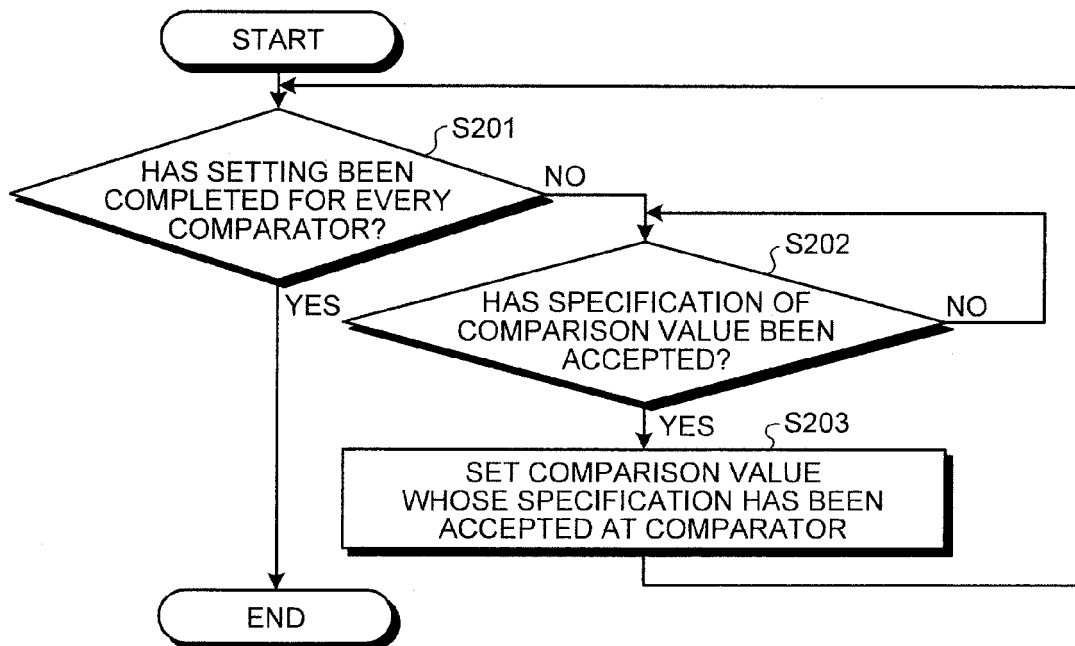 START
S201
HAS SETTING BEEN
COMPLETED FOR EVERY
COMPARATOR?
NO
S202
YES
HAS SPECIFICATION OF
COMPARISON VALUE BEEN
ACCEPTED?
NO
YES
S203
SET COMPARISON VALUE
WHOSE SPECIFICATION HAS BEEN
ACCEPTED AT COMPARATOR
END